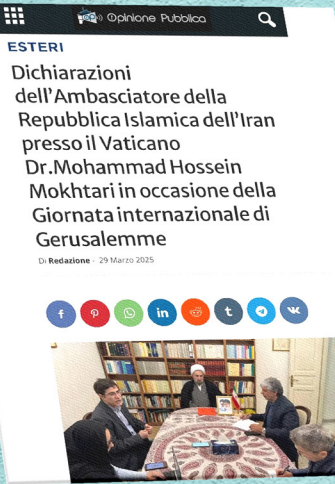 Opinione Pubblica
ESTERI
Dichiarazioni
dell'Ambasciatore della
Repubblica Islamica dell'Iran
presso il Vaticano
Dr.Mohammad Hossein
Mokhtari in occasione della
Giornata internazionale di
Gerusalemme
Di Redazione - 29 Marzo 2025